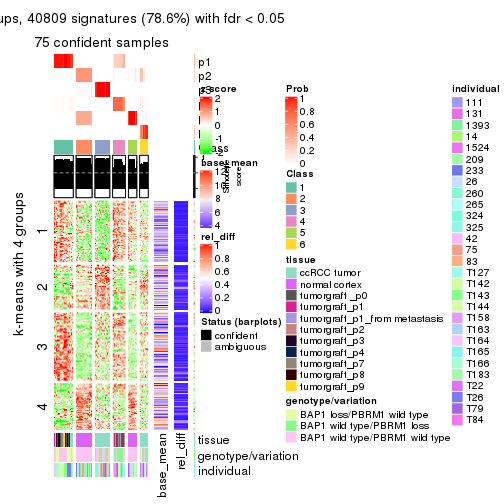 ups, 40809 signatures (78.6%) with fdr < 0.05
75 confident samples
p1
p2
p3
z-score
2
1
0
-1
-2
Class
Silhouette
score
base_mean
12
10
8
6
4
rel_diff
1
0.8
0.6
0.4
0.2
0
Status (barplots)
confident
ambiguous
k-means with 4 groups
1
2
3
4
base_mean
rel_diff
tissue
genotype/variation
individual
Prob
1
0.8
0.6
0.4
0.2
0
Class
1
2
3
4
5
6
tissue
ccRCC tumor
normal cortex
tumorgraft_p0
tumorgraft_p1
tumorgraft_p1_from metastasis
tumorgraft_p2
tumorgraft_p3
tumorgraft_p4
tumorgraft_p7
tumorgraft_p8
tumorgraft_p9
genotype/variation
BAP1 loss/PBRM1 wild type
BAP1 wild type/PBRM1 loss
BAP1 wild type/PBRM1 wild type
individual
111
131
1393
14
1524
209
233
26
260
265
324
325
42
75
83
T127
T142
T143
T144
T158
T163
T164
T165
T166
T183
T22
T26
T79
T84